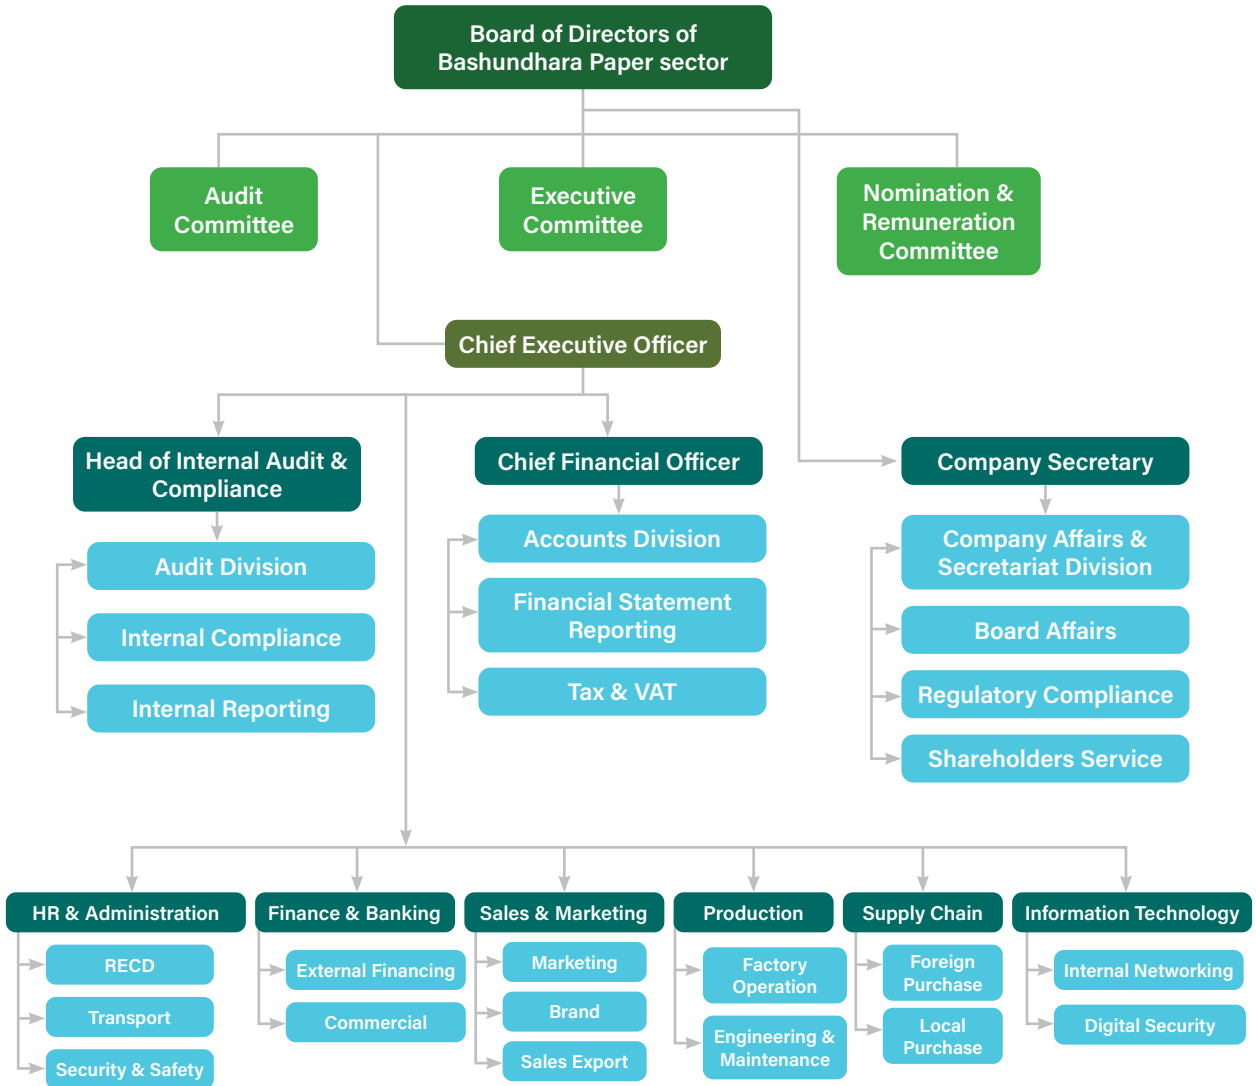 Board of Directors of
Bashundhara Paper sector
Audit
Committee
Executive
Committee
Nomination &
Remuneration
Committee
Chief Executive Officer
Head of Internal Audit &
Compliance
Audit Division
Internal Compliance
Internal Reporting
Chief Financial Officer
Accounts Division
Financial Statement
Reporting
Tax & VAT
Company Secretary
Company Affairs &
Secretariat Division
Board Affairs
Regulatory Compliance
Shareholders Service
HR & Administration
RECD
Transport
Security & Safety
Finance & Banking
External Financing
Commercial
Sales & Marketing
Marketing
Brand
Sales Export
Production
Factory
Operation
Engineering &
Maintenance
Supply Chain
Foreign
Purchase
Local
Purchase
Information Technology
Internal Networking
Digital Security